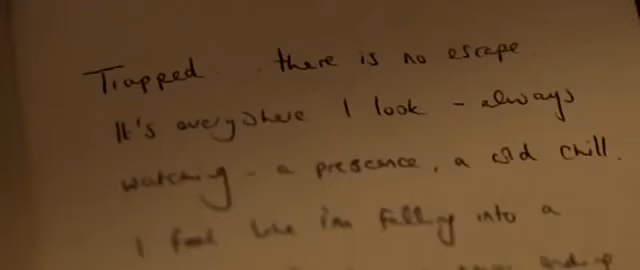 Trapped . . there is no escape
It's everywhere I look - always
watching - a presence, a cold chill.
I feel like i'm falling into a